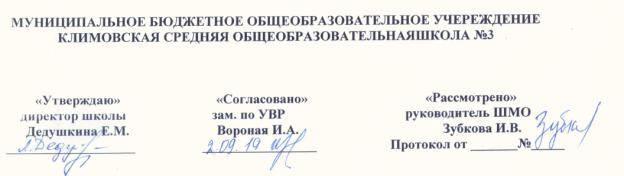 МУНИЦИПАЛЬНОЕ БЮДЖЕТНОЕ ОБЩЕОБРАЗОВАТЕЛЬНОЕ УЧЕРЕЖДЕНИЕ
КЛИМОВСКАЯ СРЕДНЯЯ ОБЩЕОБРАЗОВАТЕЛЬНАЯШКОЛА №3
«Утверждаю» «Согласовано» «Рассмотрено»
директор школы зам. по УВР руководитель ШМО
Дедушкина Е.М. Вороная И.А. Зубкова И.В.
Протокол от ______№_____
2.09.19